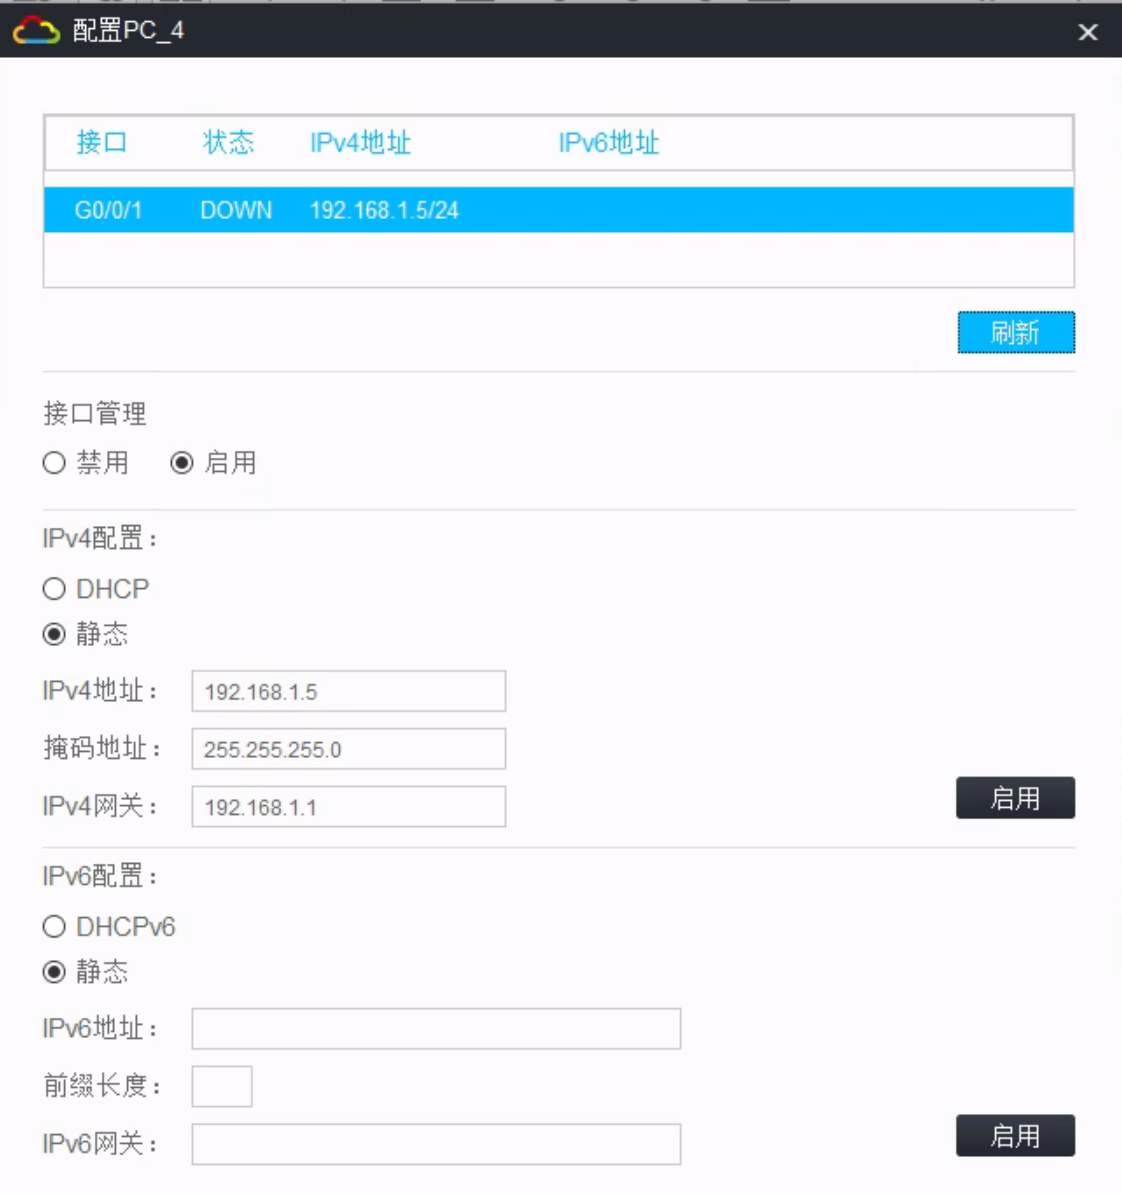 配置PC_4
接口 状态 IPv4地址 IPv6地址
G0/0/1 DOWN 192.168.1.5/24
刷新
接口管理
禁用 启用
IPv4配置：
DHCP
静态
IPv4地址： 192.168.1.5
掩码地址： 255.255.255.0
IPv4网关： 192.168.1.1
启用
IPv6配置：
DHCPv6
静态
IPv6地址：
前缀长度：
IPv6网关：
启用